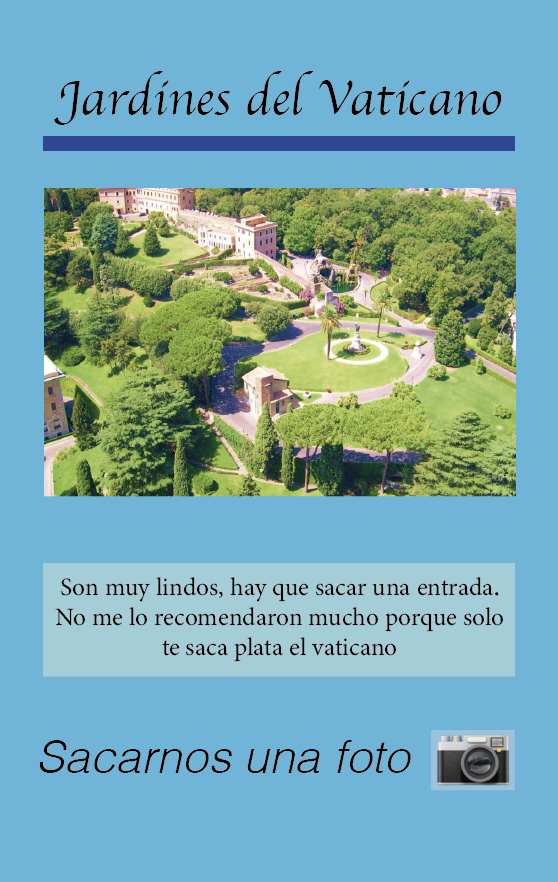 Jardines del Vaticano
Son muy lindos, hay que sacar una entrada.
No me lo recomendaron mucho porque solo
te saca plata el vaticano
Sacarnos una foto